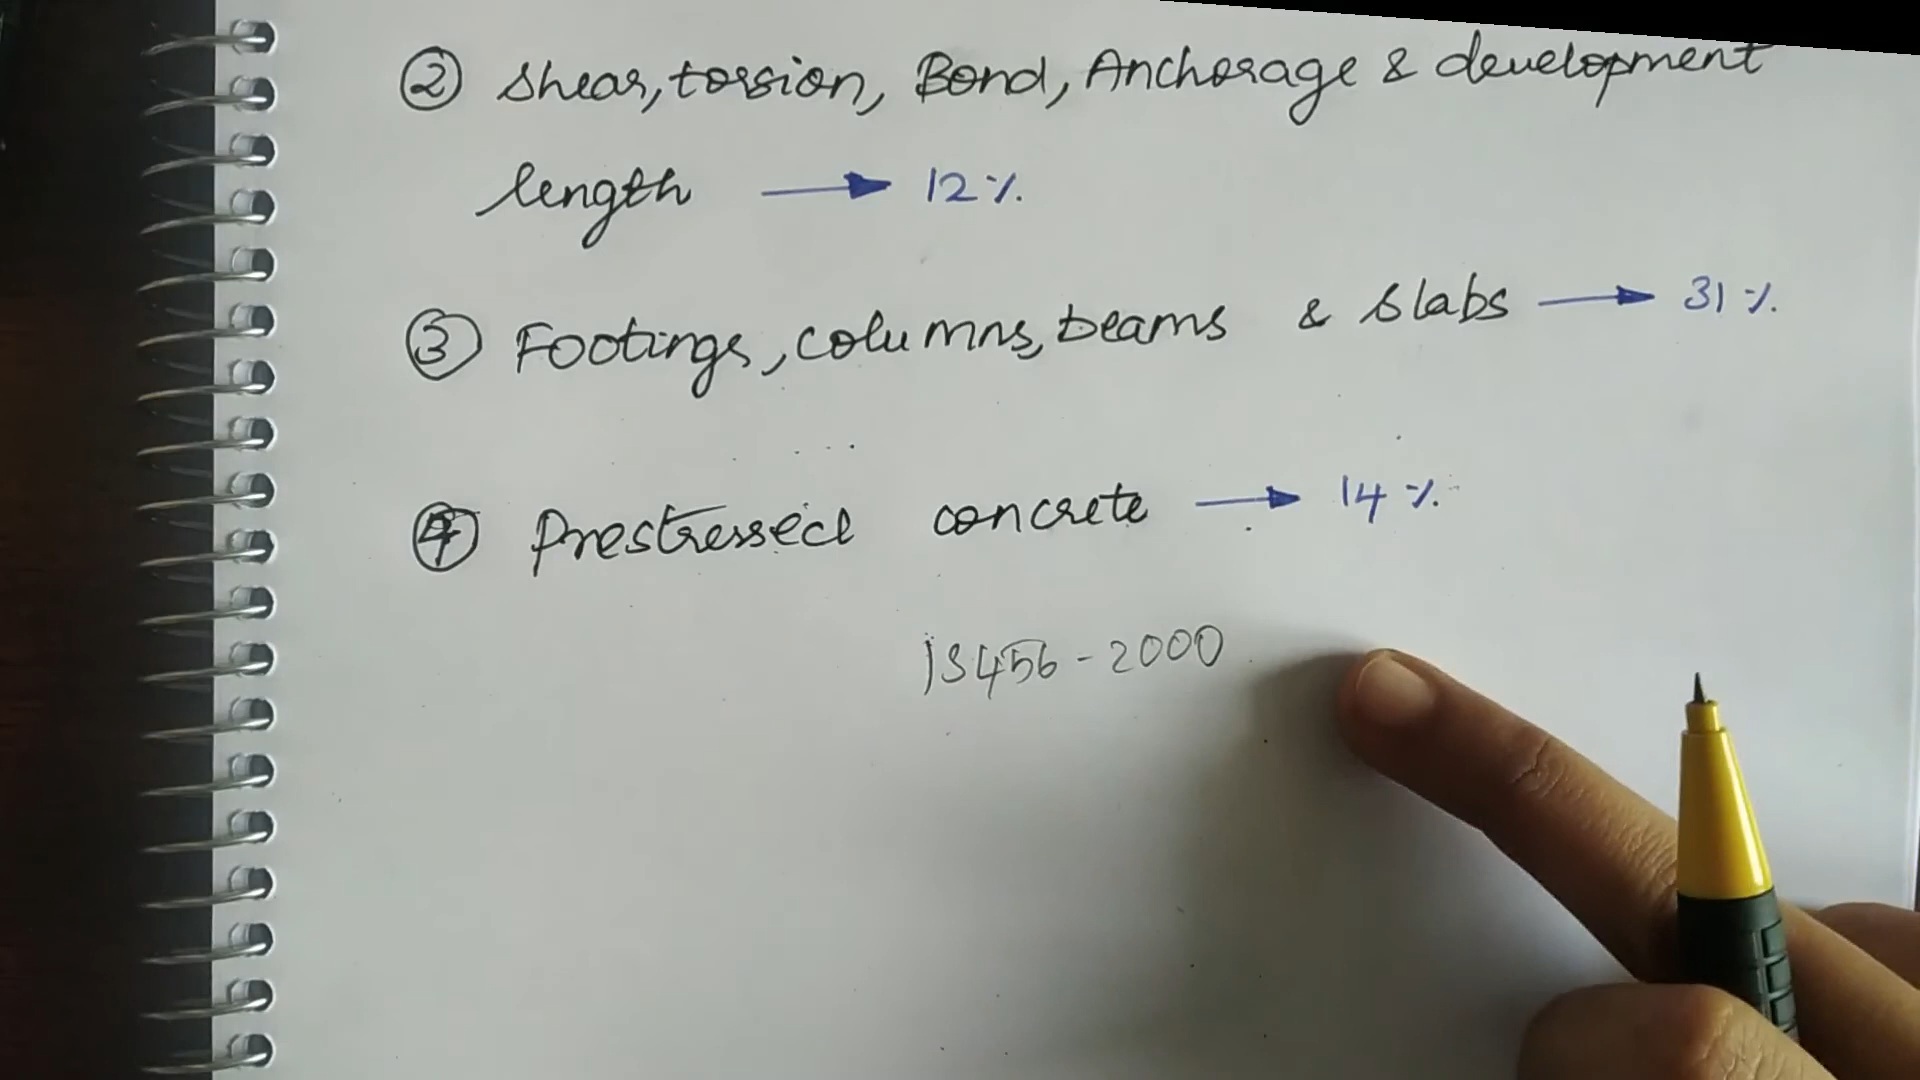 ② Shear, torsion, Bond, Anchorage & development
length → 12%
③ Footings, columns, beams & slabs → 31%
④ Prestressed concrete → 14%
IS456-2000